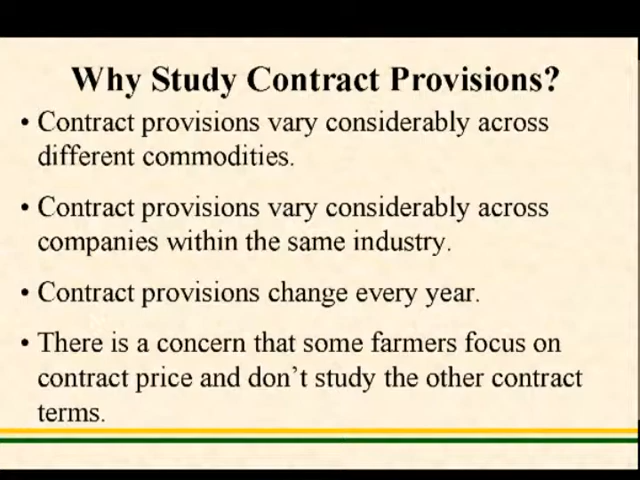 Why Study Contract Provisions?
• Contract provisions vary considerably across
different commodities.
• Contract provisions vary considerably across
companies within the same industry.
• Contract provisions change every year.
• There is a concern that some farmers focus on
contract price and don't study the other contract
terms.